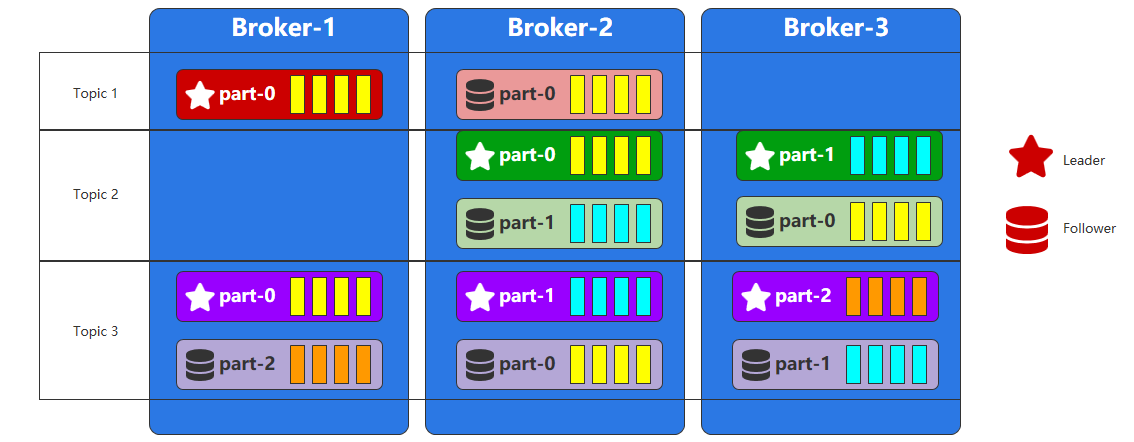 Broker-1
Broker-2
Broker-3
Topic 1
part-0
part-0
Topic 2
part-0
part-1
part-1
part-0
Topic 3
part-0
part-1
part-2
part-2
part-0
part-1
Leader
Follower